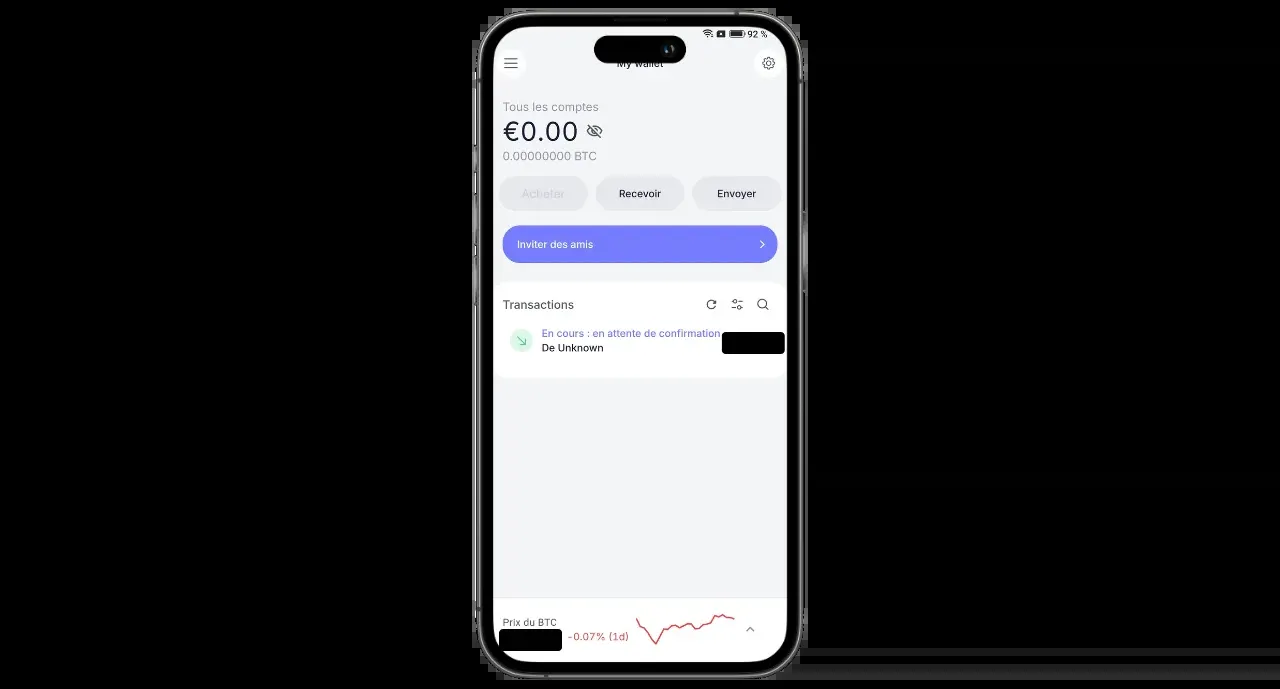 92 %
My wallet
Tous les comptes
€0.00
0.00000000 BTC
Acheter
Recevoir
Envoyer
Inviter des amis
Transactions
En cours : en attente de confirmation
De Unknown
Prix du BTC
-0.07% (1d)